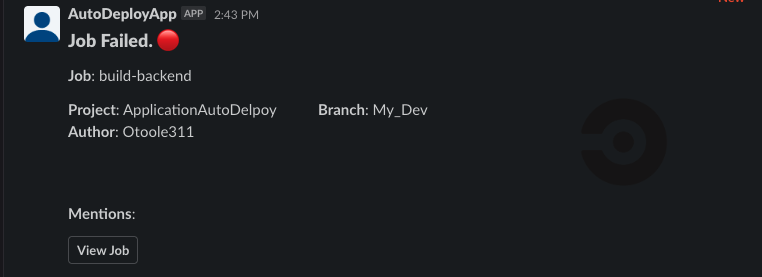 AutoDeployApp APP 2:43 PM
Job Failed.
Job: build-backend
Project: ApplicationAutoDelpoy Branch: My_Dev
Author: Otoole311
Mentions:
View Job